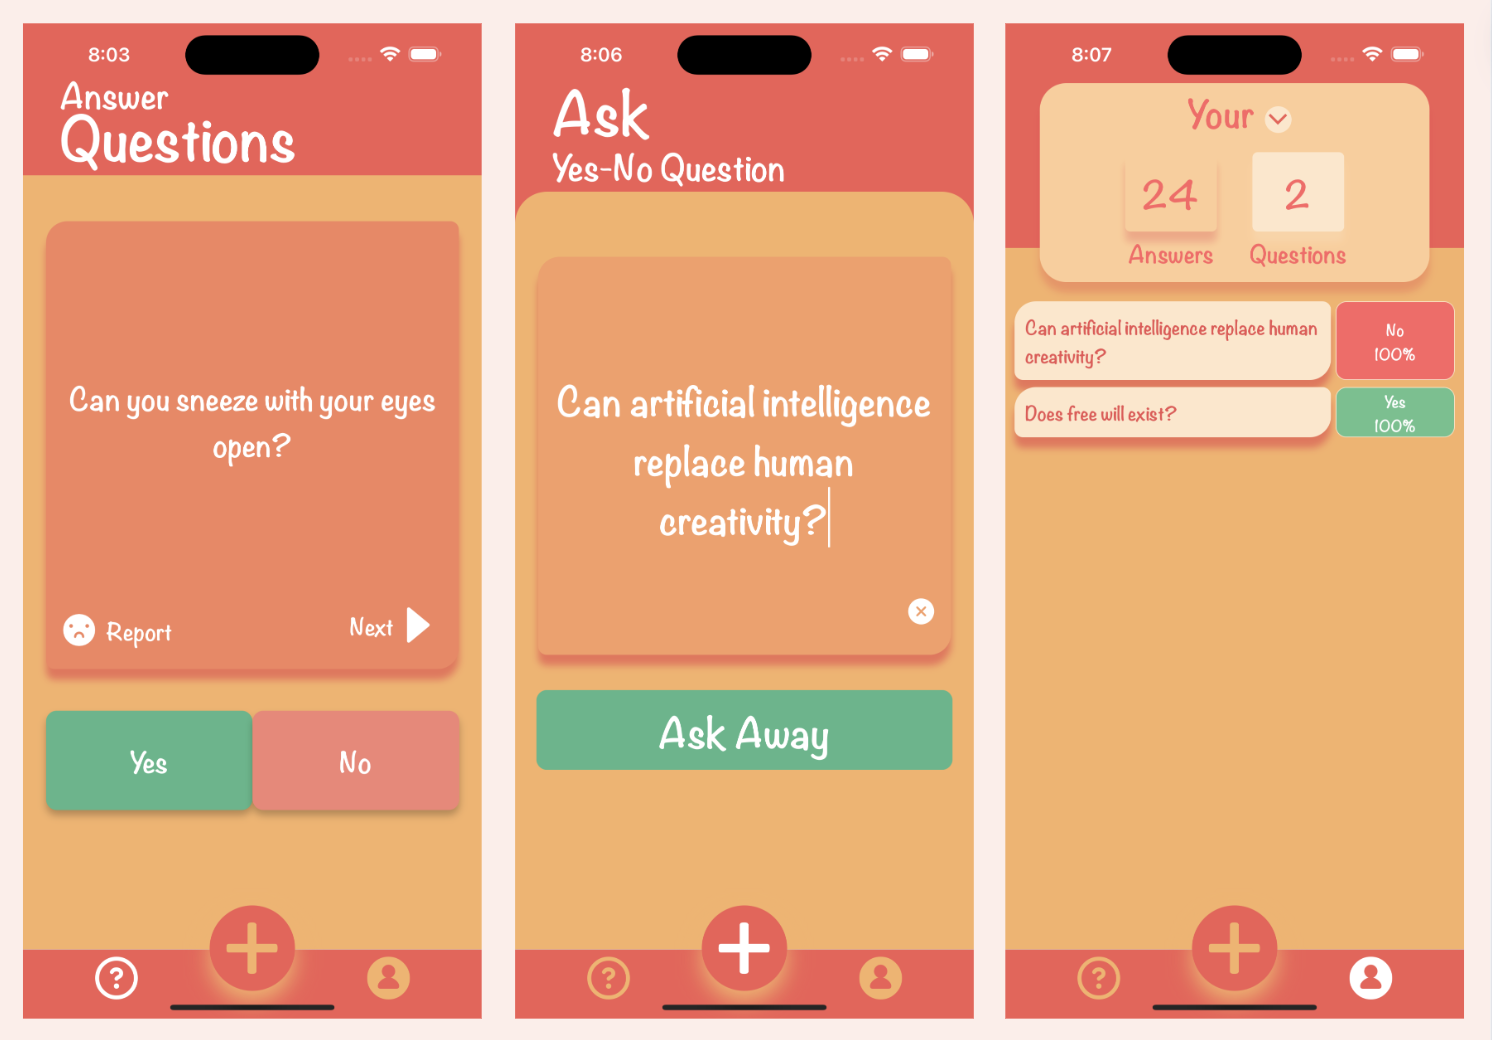 8:03
Answer
Questions
Can you sneeze with your eyes
open?
Report
Next
Yes
No
8:06
Ask
Yes-No Question
Can artificial intelligence
replace human
creativity?
Ask Away
8:07
Your
24
2
Answers
Questions
Can artificial intelligence replace human
creativity?
No
100%
Does free will exist?
Yes
100%